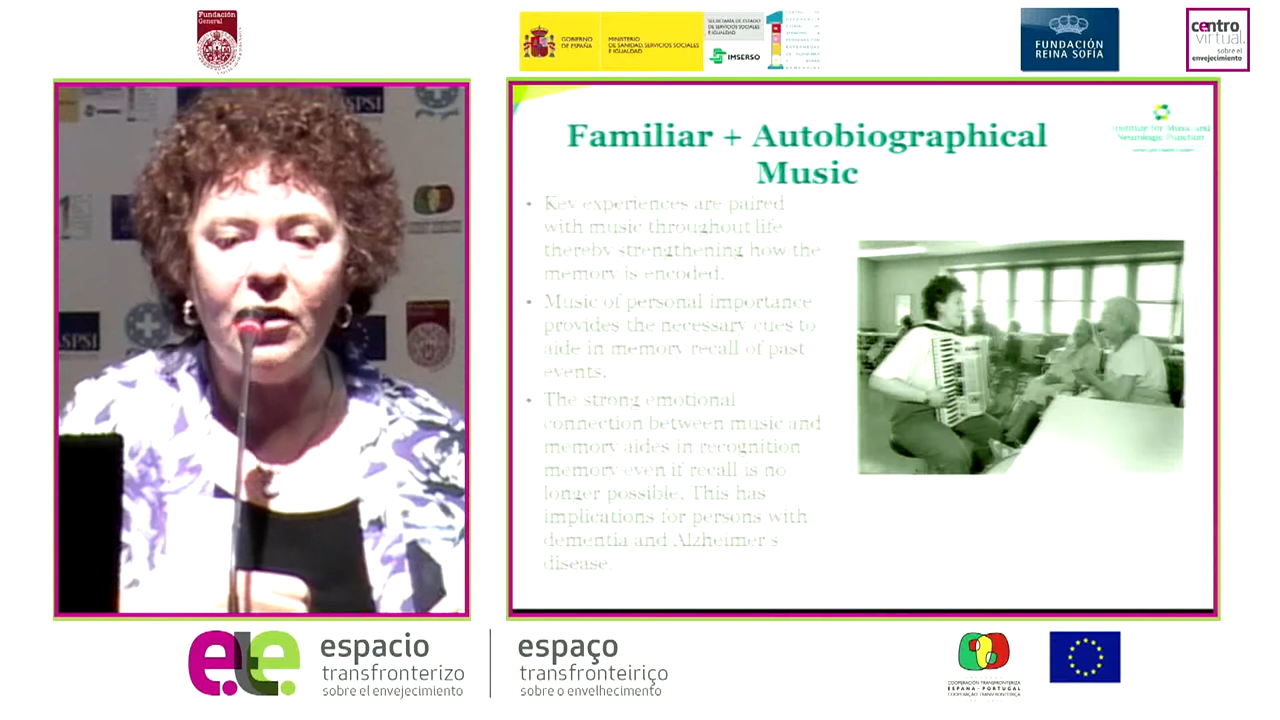 Fundación
General
GOBIERNO
DE ESPAÑA
MINISTERIO
DE SANIDAD, SERVICIOS SOCIALES
E IGUALDAD
SECRETARÍA DE ESTADO
DE SERVICIOS SOCIALES
E IGUALDAD
IMSERSO
FUNDACIÓN
REINA SOFÍA
centro
virtual.
sobre el
envejecimiento
Familiar + Autobiographical
Music
Institute for Music and
Neurologic Function
• Key experiences are paired
with music throughout life
thereby strengthening how the
memory is encoded.
• Music of personal importance
provides the necessary cues to
aide in memory recall of past
events.
• The strong emotional
connection between music and
memory aides in recognition
memory even if recall is no
longer possible. This has
implications for persons with
dementia and Alzheimer's
disease.
PSI
ASPSI
ete
espacio
transfronterizo
sobre el envejecimiento
espaço
transfronteiriço
sobre o envelhecimento
COOPERACIÓN TRANSFRONTERIZA
ESPAÑA - PORTUGAL
COOPERAÇÃO TRANSFRONTEIRIÇA